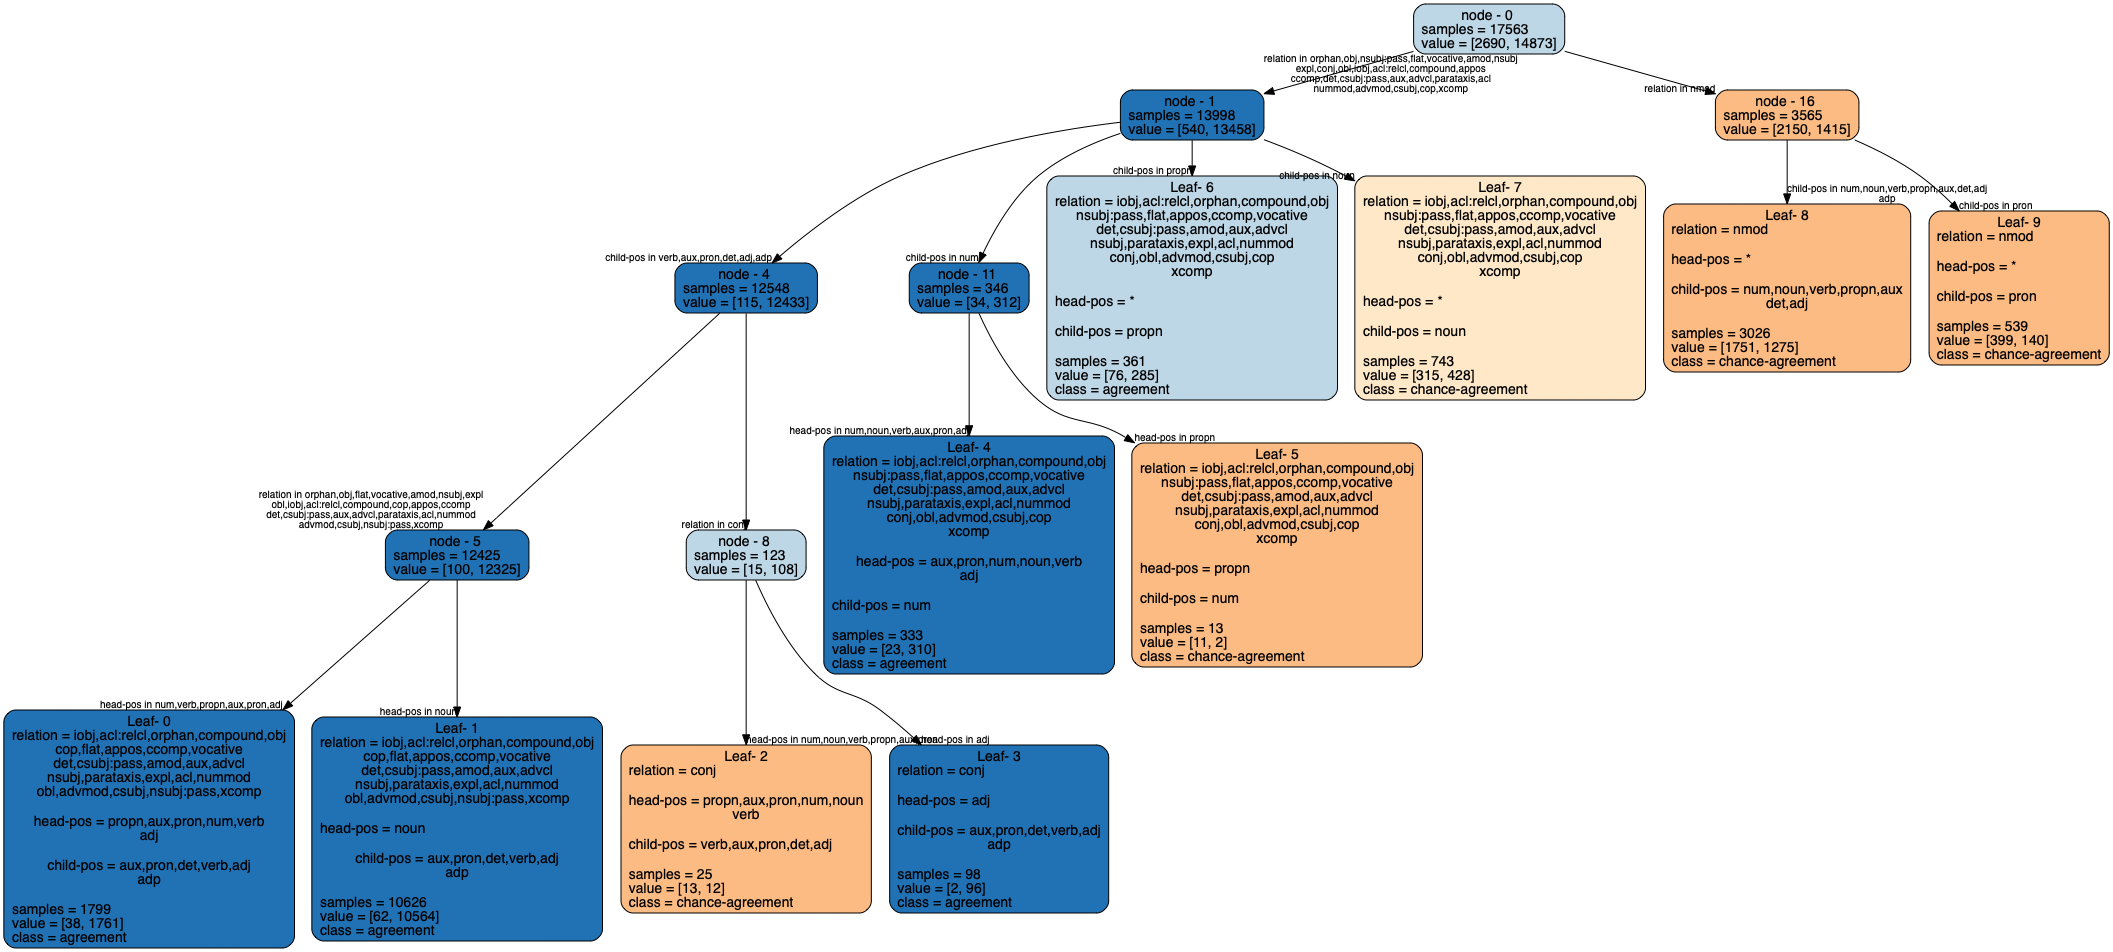 node - 0
samples = 17563
value = [2690, 14873]
relation in orphan,obj,nsubj:pass,flat,vocative,amod,nsubj
expl,conj,obl,iobj,acl:relcl,compound,appos
ccomp,det,csubj:pass,aux,advcl,parataxis,acl
nummod,advmod,csubj,cop,xcomp
relation in nmod
node - 1
samples = 13998
value = [540, 13458]
node - 16
samples = 3565
value = [2150, 1415]
child-pos in verb,aux,pron,det,adj,adp
child-pos in num
child-pos in propn
child-pos in noun
child-pos in num,noun,verb,propn,aux,det,adj
adp
child-pos in pron
node - 4
samples = 12548
value = [115, 12433]
node - 11
samples = 346
value = [34, 312]
Leaf- 6
relation = iobj,acl:relcl,orphan,compound,obj
nsubj:pass,flat,appos,ccomp,vocative
det,csubj:pass,amod,aux,advcl
nsubj,parataxis,expl,acl,nummod
conj,obl,advmod,csubj,cop
xcomp
head-pos = *
child-pos = propn
samples = 361
value = [76, 285]
class = agreement
Leaf- 7
relation = iobj,acl:relcl,orphan,compound,obj
nsubj:pass,flat,appos,ccomp,vocative
det,csubj:pass,amod,aux,advcl
nsubj,parataxis,expl,acl,nummod
conj,obl,advmod,csubj,cop
xcomp
head-pos = *
child-pos = noun
samples = 743
value = [315, 428]
class = chance-agreement
Leaf- 8
relation = nmod
head-pos = *
child-pos = num,noun,verb,propn,aux
det,adj
samples = 3026
value = [1751, 1275]
class = chance-agreement
Leaf- 9
relation = nmod
head-pos = *
child-pos = pron
samples = 539
value = [399, 140]
class = chance-agreement
relation in orphan,obj,flat,vocative,amod,nsubj,expl
obl,iobj,acl:relcl,compound,cop,appos,ccomp
det,csubj:pass,aux,advcl,parataxis,acl,nummod
advmod,csubj,nsubj:pass,xcomp
relation in conj
head-pos in num,noun,verb,aux,pron,adj
head-pos in propn
node - 5
samples = 12425
value = [100, 12325]
node - 8
samples = 123
value = [15, 108]
Leaf- 4
relation = iobj,acl:relcl,orphan,compound,obj
nsubj:pass,flat,appos,ccomp,vocative
det,csubj:pass,amod,aux,advcl
nsubj,parataxis,expl,acl,nummod
conj,obl,advmod,csubj,cop
xcomp
head-pos = aux,pron,num,noun,verb
adj
child-pos = num
samples = 333
value = [23, 310]
class = agreement
Leaf- 5
relation = iobj,acl:relcl,orphan,compound,obj
nsubj:pass,flat,appos,ccomp,vocative
det,csubj:pass,amod,aux,advcl
nsubj,parataxis,expl,acl,nummod
conj,obl,advmod,csubj,cop
xcomp
head-pos = propn
child-pos = num
samples = 13
value = [11, 2]
class = chance-agreement
head-pos in num,verb,propn,aux,pron,adj
head-pos in noun
head-pos in num,noun,verb,propn,aux,pron
head-pos in adj
Leaf- 0
relation = iobj,acl:relcl,orphan,compound,obj
cop,flat,appos,ccomp,vocative
det,csubj:pass,amod,aux,advcl
nsubj,parataxis,expl,acl,nummod
obl,advmod,csubj,nsubj:pass,xcomp
head-pos = propn,aux,pron,num,verb
adj
child-pos = aux,pron,det,verb,adj
adp
samples = 1799
value = [38, 1761]
class = agreement
Leaf- 1
relation = iobj,acl:relcl,orphan,compound,obj
cop,flat,appos,ccomp,vocative
det,csubj:pass,amod,aux,advcl
nsubj,parataxis,expl,acl,nummod
obl,advmod,csubj,nsubj:pass,xcomp
head-pos = noun
child-pos = aux,pron,det,verb,adj
adp
samples = 10626
value = [62, 10564]
class = agreement
Leaf- 2
relation = conj
head-pos = propn,aux,pron,num,noun
verb
child-pos = verb,aux,pron,det,adj
samples = 25
value = [13, 12]
class = chance-agreement
Leaf- 3
relation = conj
head-pos = adj
child-pos = aux,pron,det,verb,adj
adp
samples = 98
value = [2, 96]
class = agreement